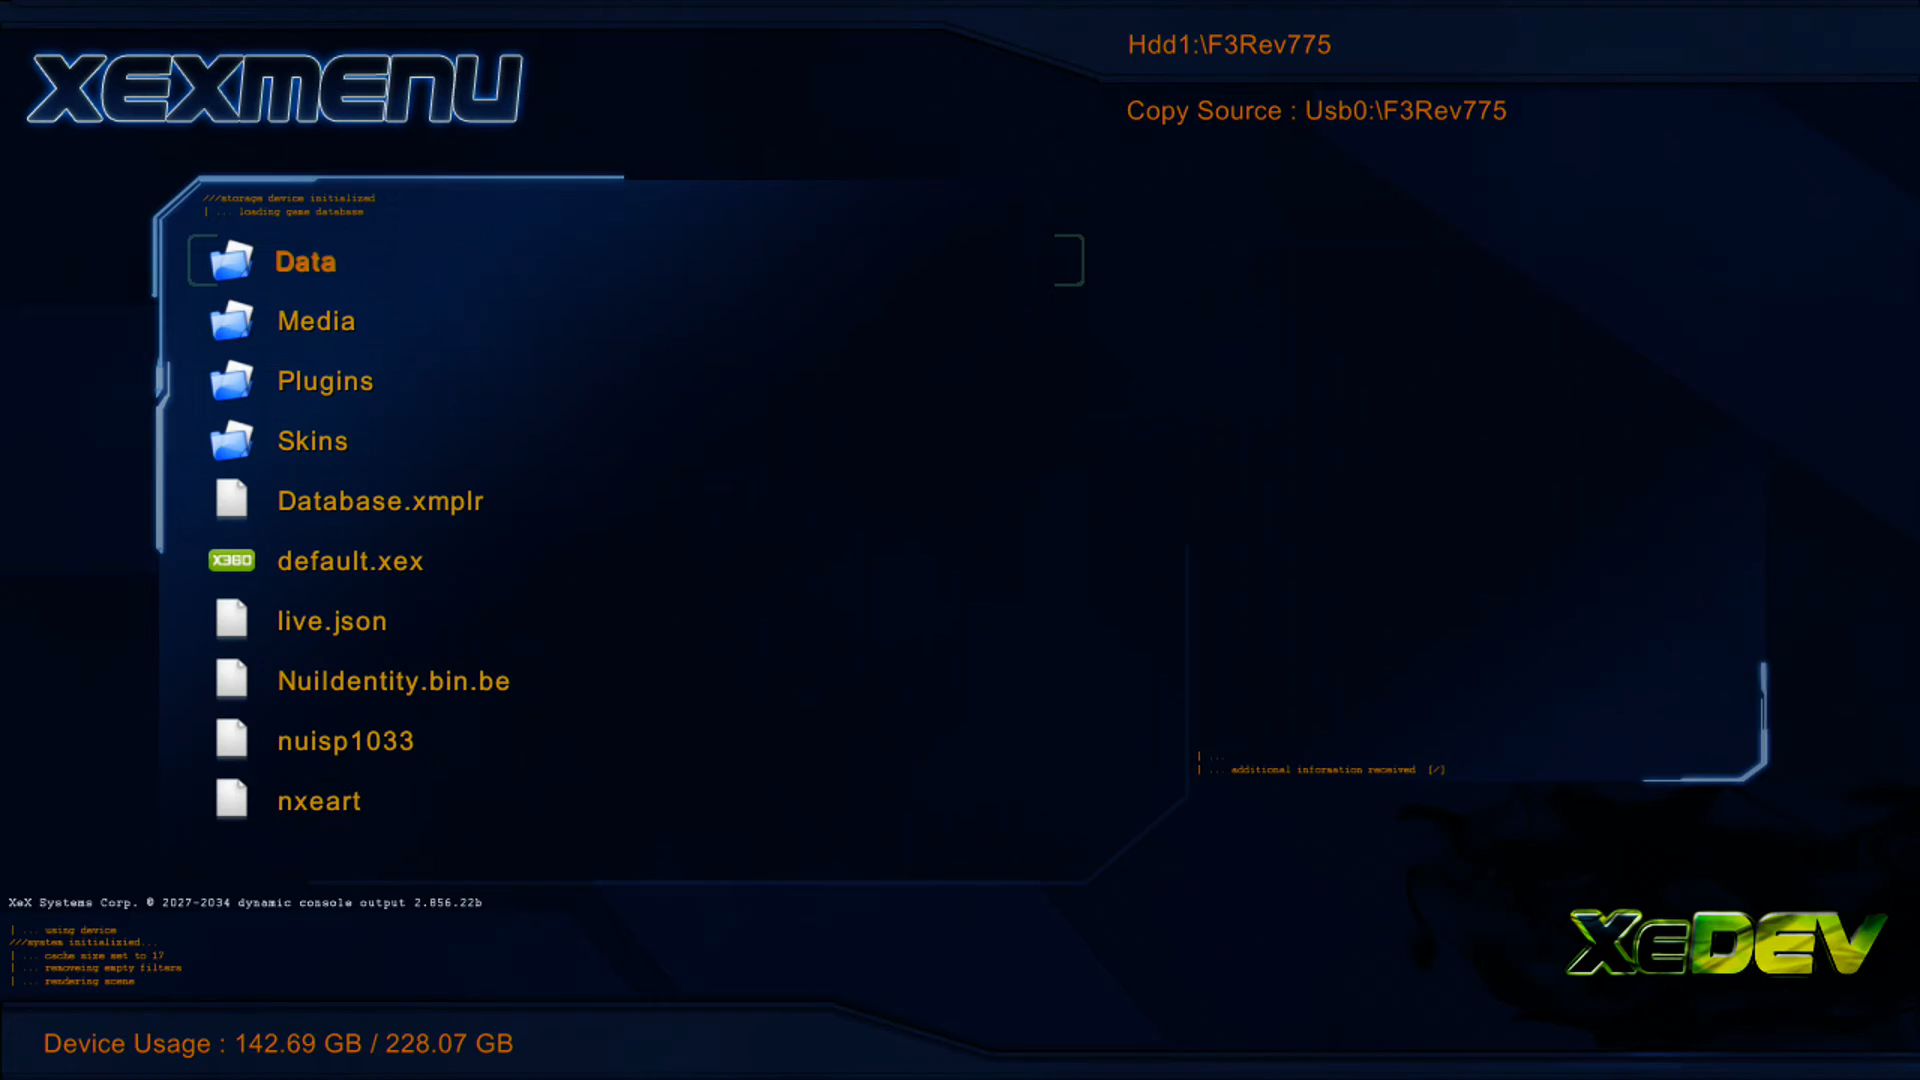 XEXMENU
Hdd1:\F3Rev775
Copy Source : Usb0:\F3Rev775
///storage device initialized
| ... loading game database
Data
Media
Plugins
Skins
Database.xmplr
X360 default.xex
live.json
NuiIdentity.bin.be
nuisp1033
nxeart
| ...
| ... additional information received [/]
XeX Systems Corp. © 2027-2034 dynamic console output 2.856.22b
| ... using device
///system initializied...
| ... cache size set to 17
| ... removeing empty filters
| ... rendering scene
XeDEV
Device Usage : 142.69 GB / 228.07 GB